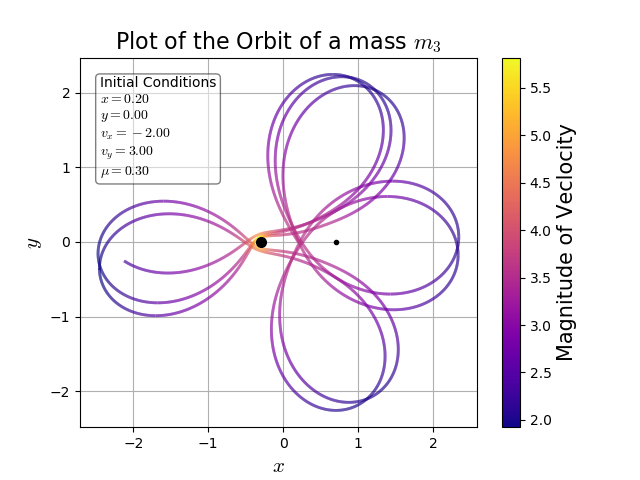 Plot of the Orbit of a mass m₃
Initial Conditions
x = 0.20
y = 0.00
vₓ = −2.00
v_y = 3.00
μ = 0.30
2
1
0
−1
−2
y
−2 −1 0 1 2
x
5.5
5.0
4.5
4.0
3.5
3.0
2.5
2.0
Magnitude of Veclocity